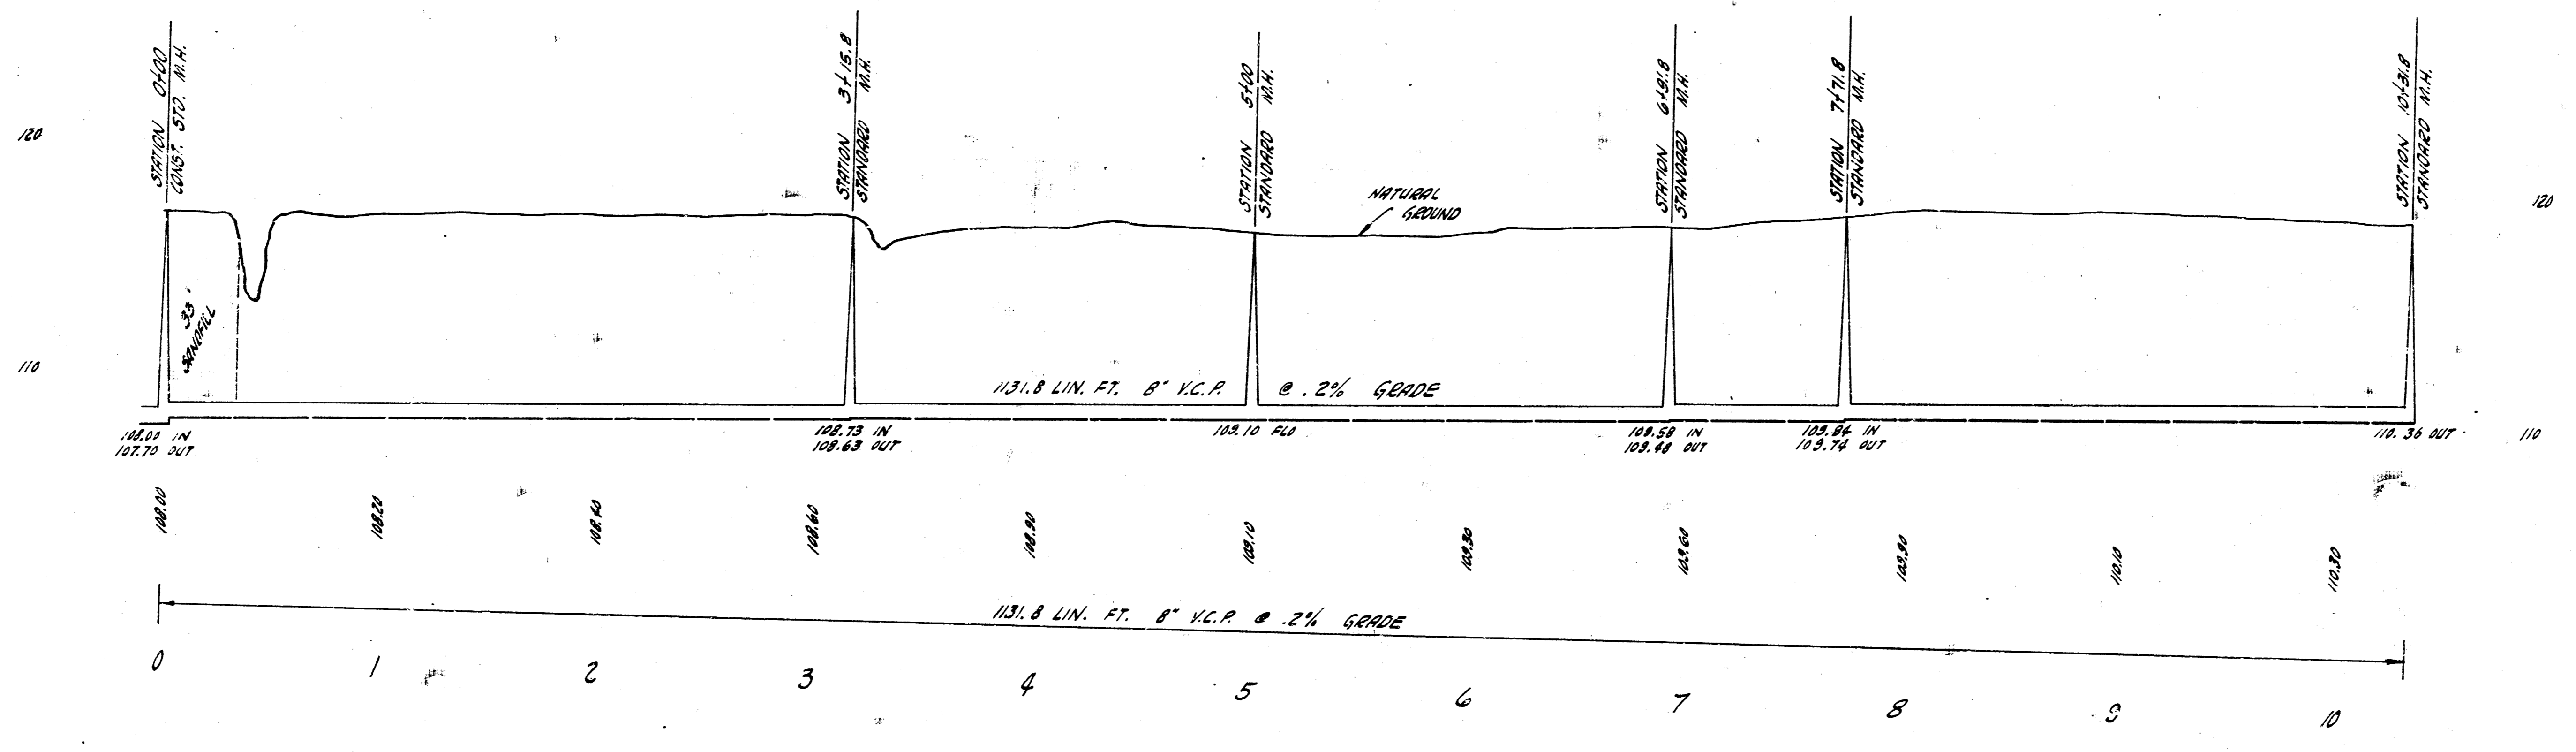 STATION 0+00
CONST. STD. M.H.
STATION 3+15.8
STANDARD M.H.
STATION 5+00
STANDARD M.H.
STATION 6+91.8
STANDARD M.H.
STATION 7+71.8
STANDARD M.H.
STATION 10+31.8
STANDARD M.H.
120
120
NATURAL
GROUND
33'
SANDFILL
110
1131.8 LIN. FT. 8" V.C.P. @ .2% GRADE
108.00 IN
107.70 OUT
108.73 IN
108.63 OUT
109.10 FLO
109.58 IN
109.48 OUT
109.84 IN
109.74 OUT
110.36 OUT
110
108.00
108.20
108.40
108.60
108.90
109.10
109.30
109.60
109.90
110.10
110.30
1131.8 LIN. FT. 8" V.C.P. @ .2% GRADE
0
1
2
3
4
5
6
7
8
9
10